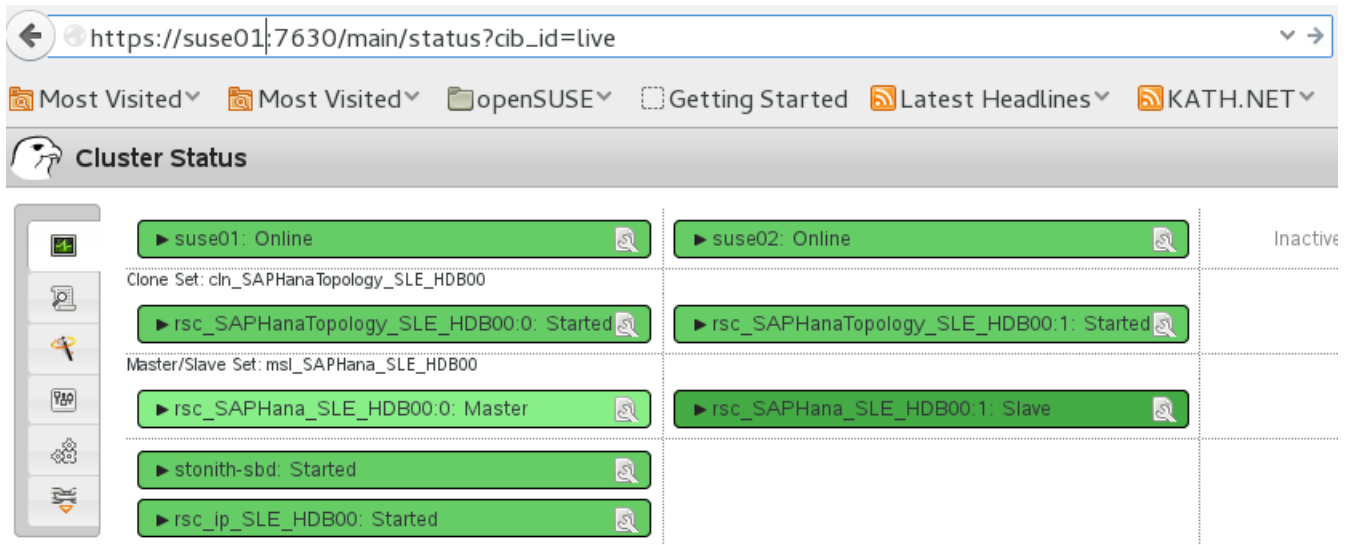 https://suse01:7630/main/status?cib_id=live
Most Visited Most Visited openSUSE Getting Started Latest Headlines KATH.NET
Cluster Status
suse01: Online suse02: Online Inactive
Clone Set: cln_SAPHanaTopology_SLE_HDB00
rsc_SAPHanaTopology_SLE_HDB00:0: Started rsc_SAPHanaTopology_SLE_HDB00:1: Started
Master/Slave Set: msl_SAPHana_SLE_HDB00
rsc_SAPHana_SLE_HDB00:0: Master rsc_SAPHana_SLE_HDB00:1: Slave
stonith-sbd: Started
rsc_ip_SLE_HDB00: Started